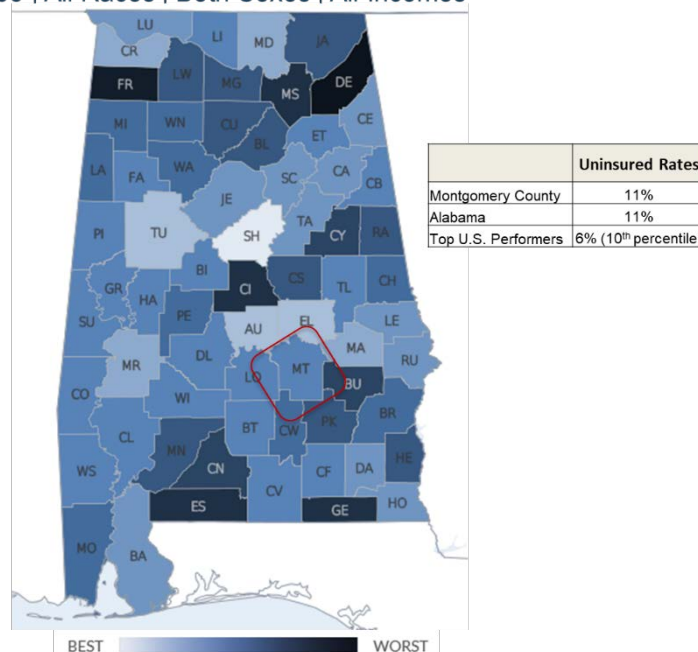 All Races | Both Sexes | All Incomes
LU
LI
MD
JA
CR
FR
LW
MG
MS
DE
MI
WN
CU
BL
ET
CE
LA
FA
WA
JE
SC
CA
CB
PI
TU
SH
TA
CY
RA
BI
CI
CS
TL
CH
GR
HA
SU
PE
AU
EL
LE
MR
DL
LO
MT
MA
RU
CO
WI
BU
CL
BT
CW
PK
BR
WS
MN
CN
CV
CF
DA
HE
ES
GE
HO
MO
BA
Uninsured Rates
Montgomery County 11%
Alabama 11%
Top U.S. Performers 6% (10th percentile
BEST WORST